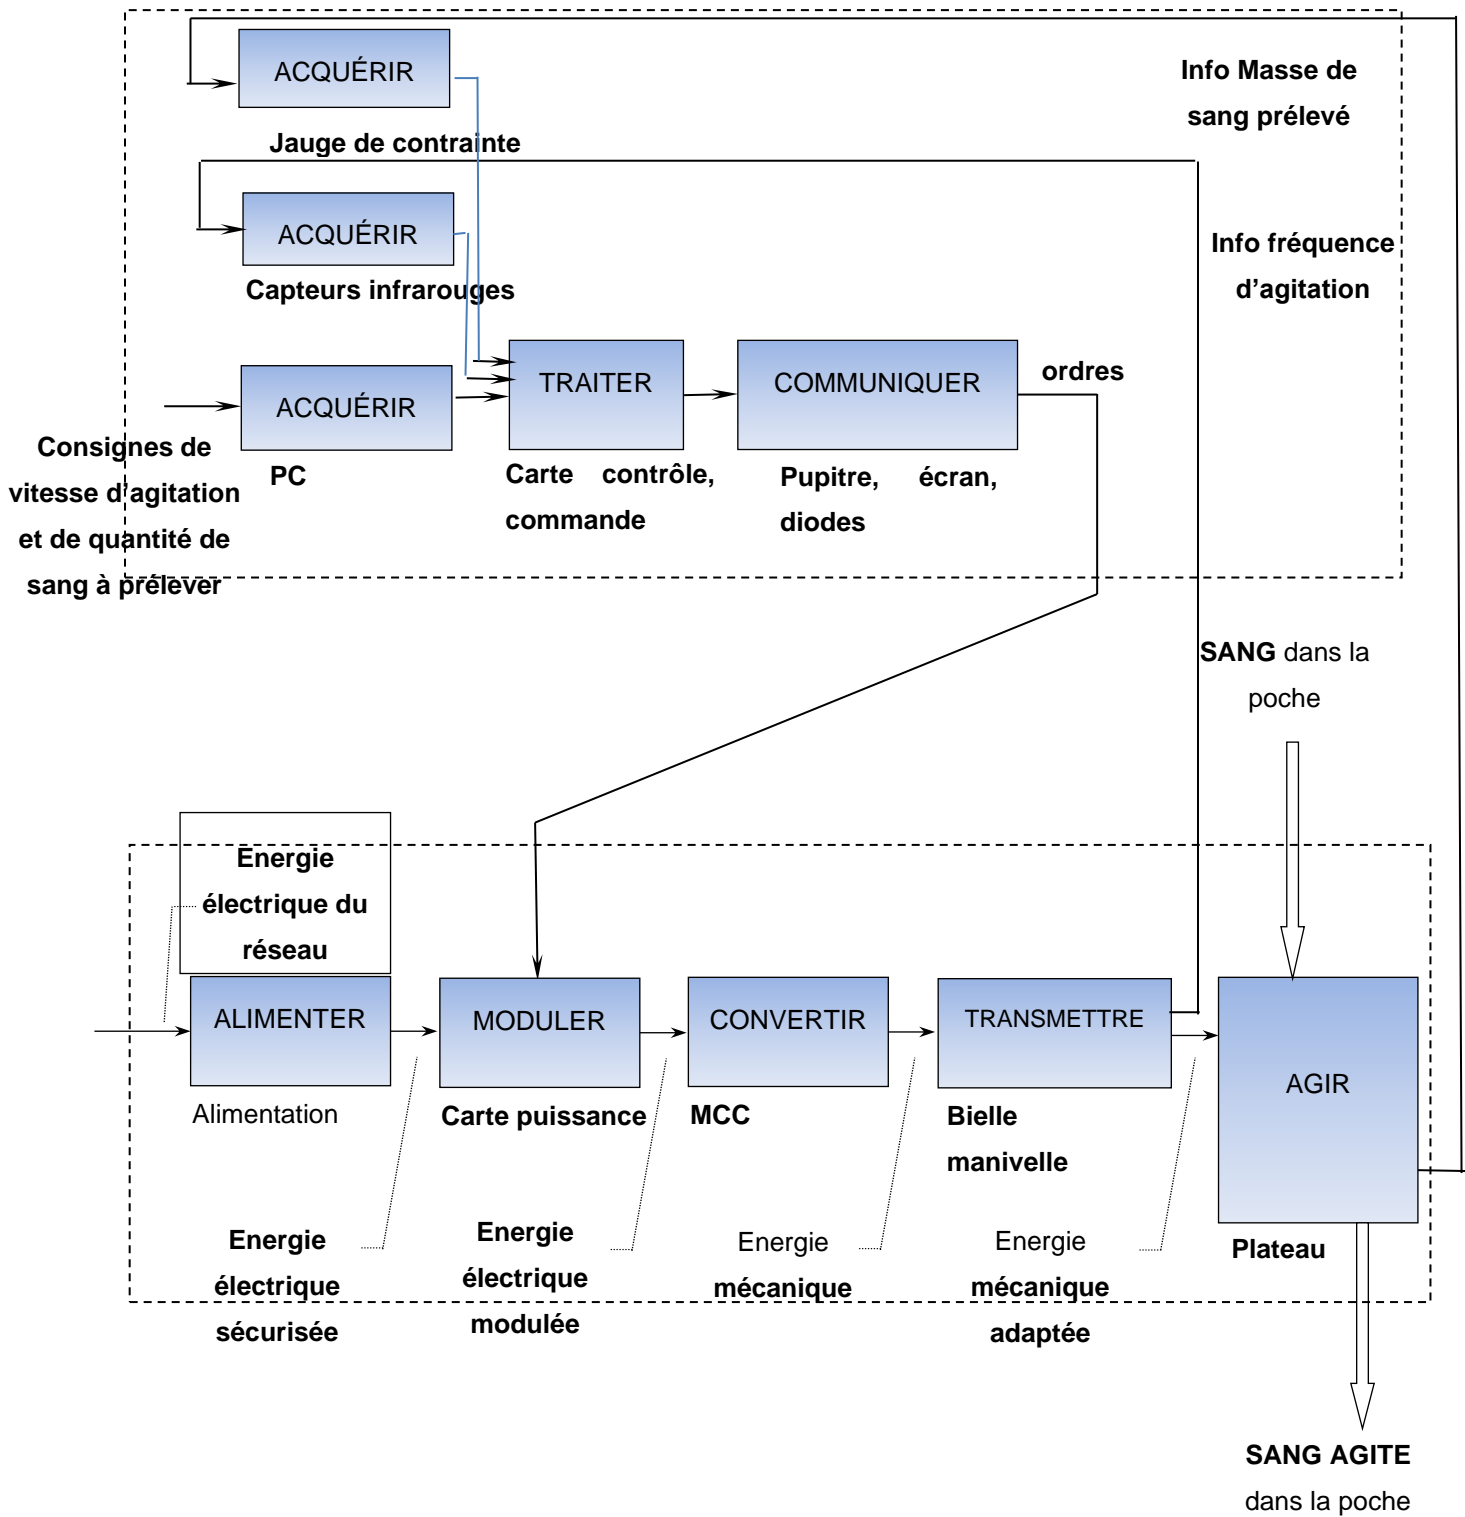 ACQUÉRIR
Info Masse de
sang prélevé
Jauge de contrainte
ACQUÉRIR
Info fréquence
d'agitation
Capteurs infrarouges
ACQUÉRIR
TRAITER
COMMUNIQUER
ordres
Consignes de
vitesse d'agitation
et de quantité de
sang à prélever
PC
Carte contrôle,
commande
Pupitre, écran,
diodes
SANG dans la
poche
Energie
électrique du
réseau
ALIMENTER
MODULER
CONVERTIR
TRANSMETTRE
AGIR
Alimentation
Carte puissance
MCC
Bielle
manivelle
Plateau
Energie
électrique
sécurisée
Energie
électrique
modulée
Energie
mécanique
Energie
mécanique
adaptée
SANG AGITE
dans la poche